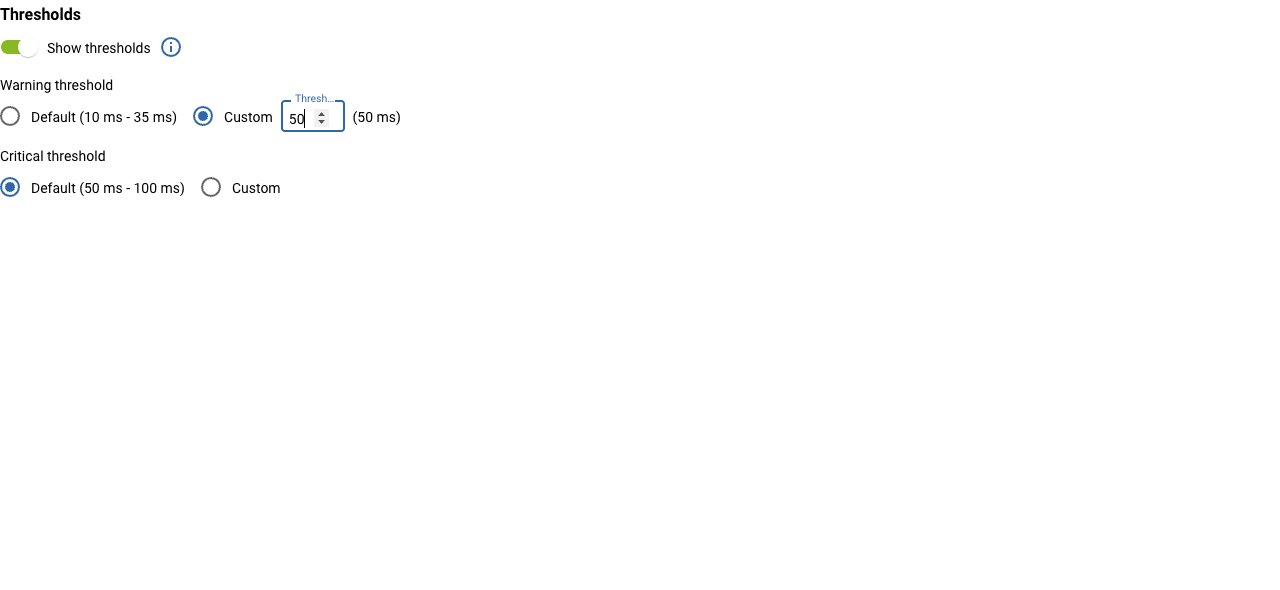 Thresholds
Show thresholds
Warning threshold
Thresh...
Default (10 ms - 35 ms) Custom 50 (50 ms)
Critical threshold
Default (50 ms - 100 ms) Custom